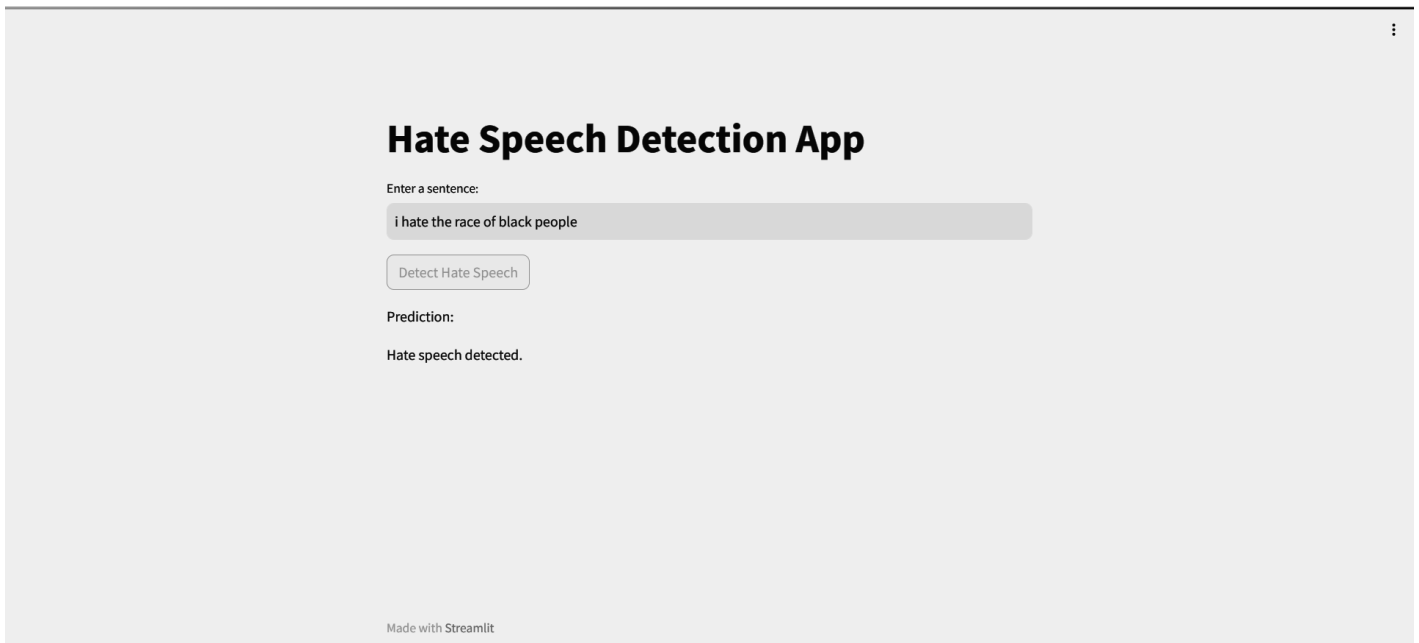 Hate Speech Detection App
Enter a sentence:
i hate the race of black people
Detect Hate Speech
Prediction:
Hate speech detected.
Made with Streamlit